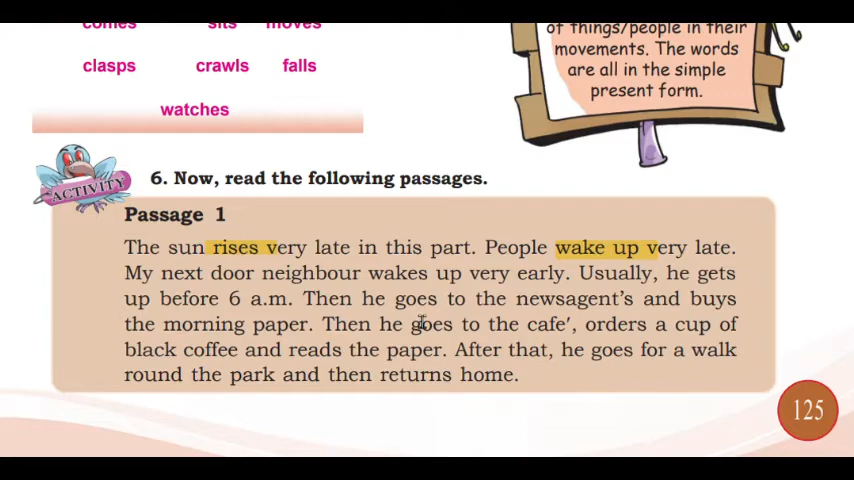 comes sits moves
clasps crawls falls
watches
of things/people in their
movements. The words
are all in the simple
present form.
ACTIVITY
6. Now, read the following passages.
Passage 1
The sun rises very late in this part. People wake up very late.
My next door neighbour wakes up very early. Usually, he gets
up before 6 a.m. Then he goes to the newsagent's and buys
the morning paper. Then he goes to the cafe′, orders a cup of
black coffee and reads the paper. After that, he goes for a walk
round the park and then returns home.
125